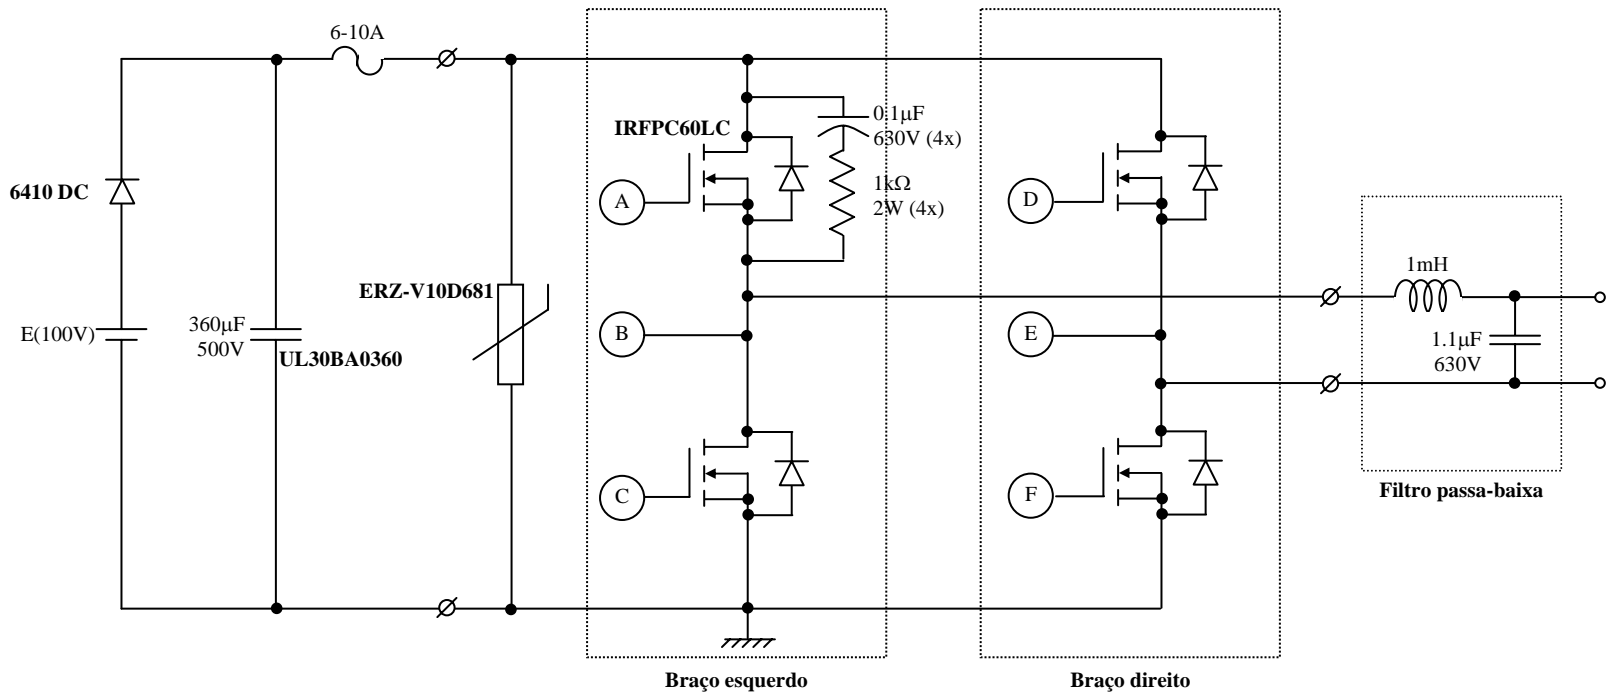 6-10A
6410 DC
E(100V)
360μF
500V
UL30BA0360
ERZ-V10D681
IRFPC60LC
0.1μF
630V (4x)
1kΩ
2W (4x)
A
B
C
D
E
F
1mH
1.1μF
630V
Filtro passa-baixa
Braço esquerdo
Braço direito